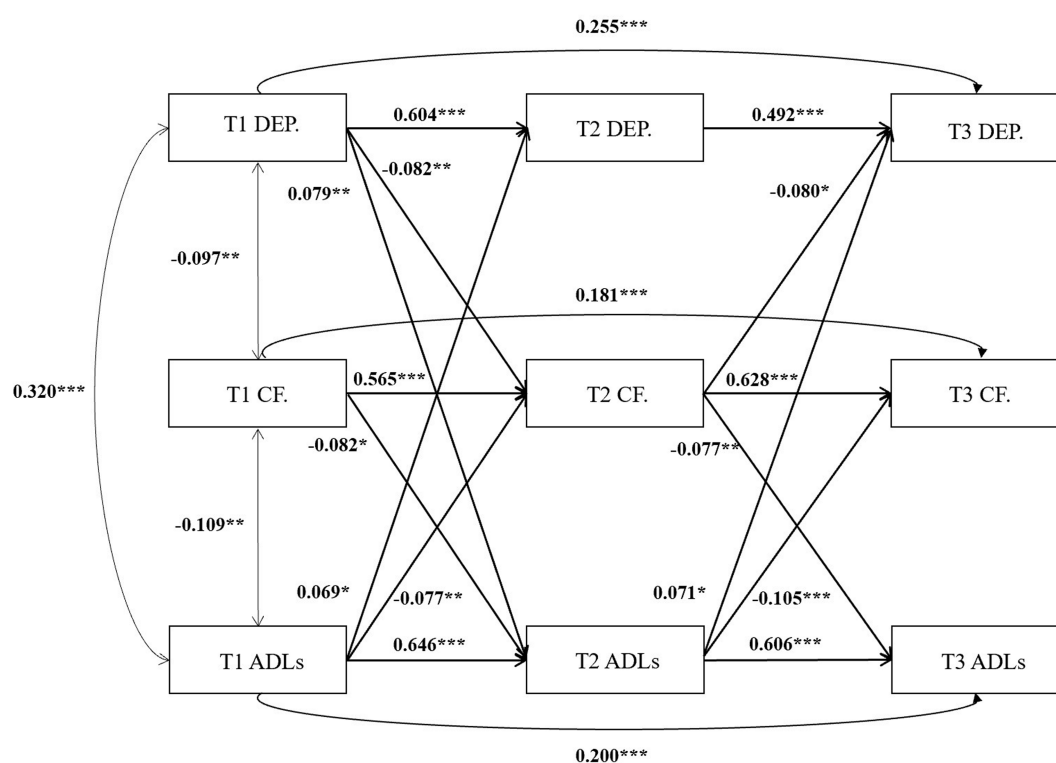 0.255***
T1 DEP.
0.604***
T2 DEP.
0.492***
T3 DEP.
-0.082**
0.079**
-0.080*
-0.097**
0.181***
0.320***
T1 CF.
0.565***
T2 CF.
0.628***
T3 CF.
-0.082*
-0.077**
-0.109**
0.069*
-0.077**
0.071*
-0.105***
T1 ADLs
0.646***
T2 ADLs
0.606***
T3 ADLs
0.200***